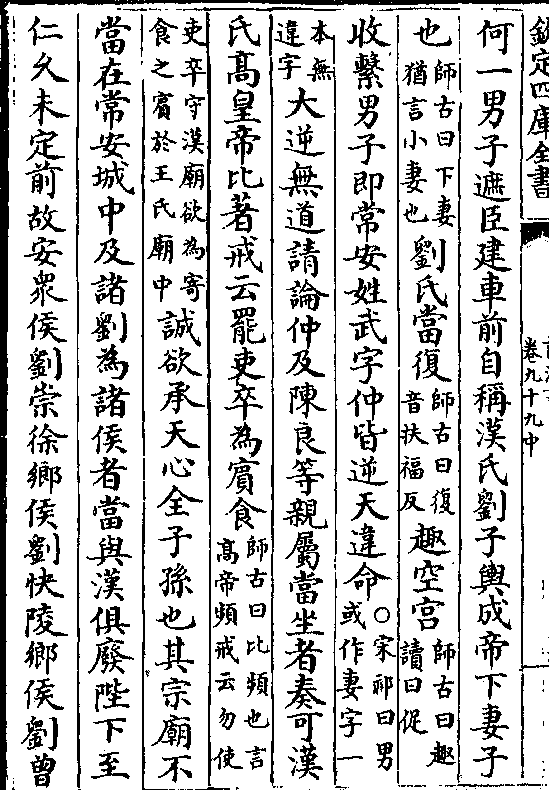 欽定四庫全書
卷九十九中
何一男子遮臣建車前自稱漢氏劉子輿成帝下妻子
也師古曰下妻猶言小妻也劉氏當復師古曰復音扶福反趣空宫師古曰趣讀曰促
收繫男子即常安姓武字仲皆逆天違命○宋祁曰男或作妻字一
本無違字大逆無道請論仲及陳良等親屬當坐者奏可漢
氏髙皇帝比著戒云罷吏卒為賔食師古曰比頻也言髙帝頻戒云勿使
吏卒守漢廟欲為寄食之賔於王氏廟中誠欲承天心全子孫也其宗廟不
當在常安城中及諸劉為諸侯者當與漢俱廢陛下至
仁久未定前故安衆侯劉崇徐鄉侯劉快陵鄉侯劉曾